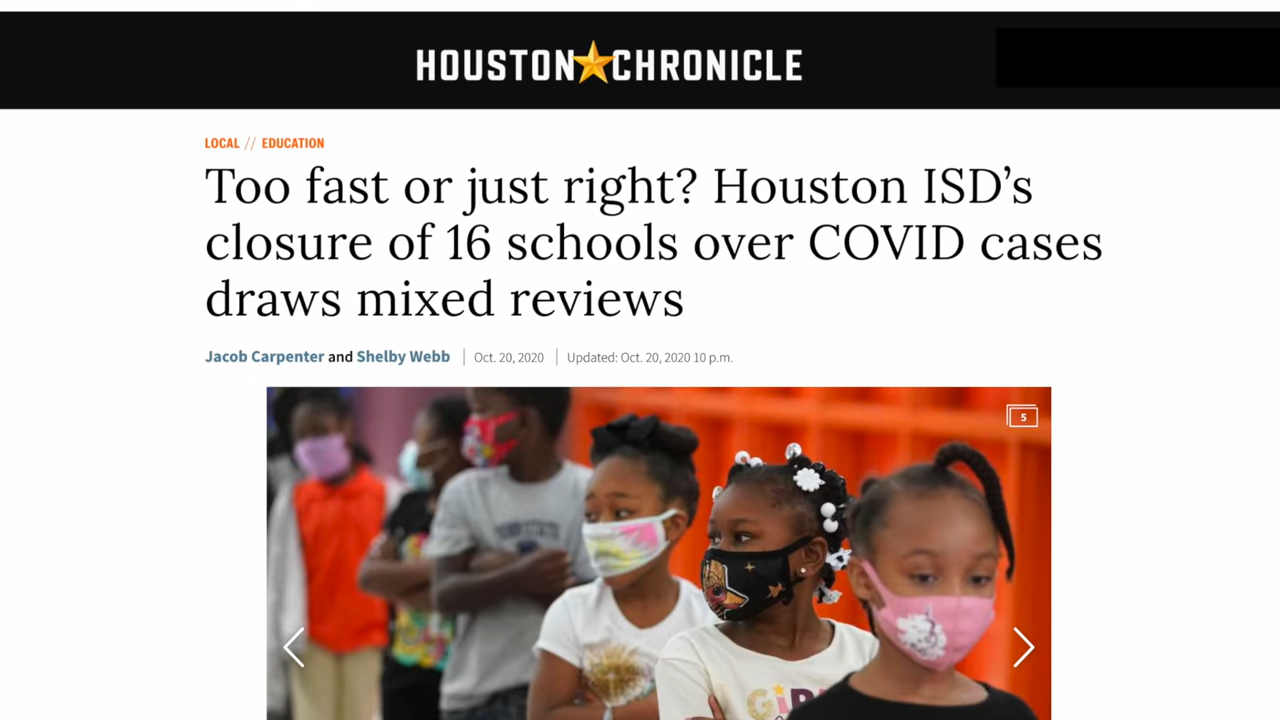 HOUSTON CHRONICLE
LOCAL // EDUCATION
Too fast or just right? Houston ISD’s
closure of 16 schools over COVID cases
draws mixed reviews
Jacob Carpenter and Shelby Webb | Oct. 20, 2020 | Updated: Oct. 20, 2020 10 p.m.
5